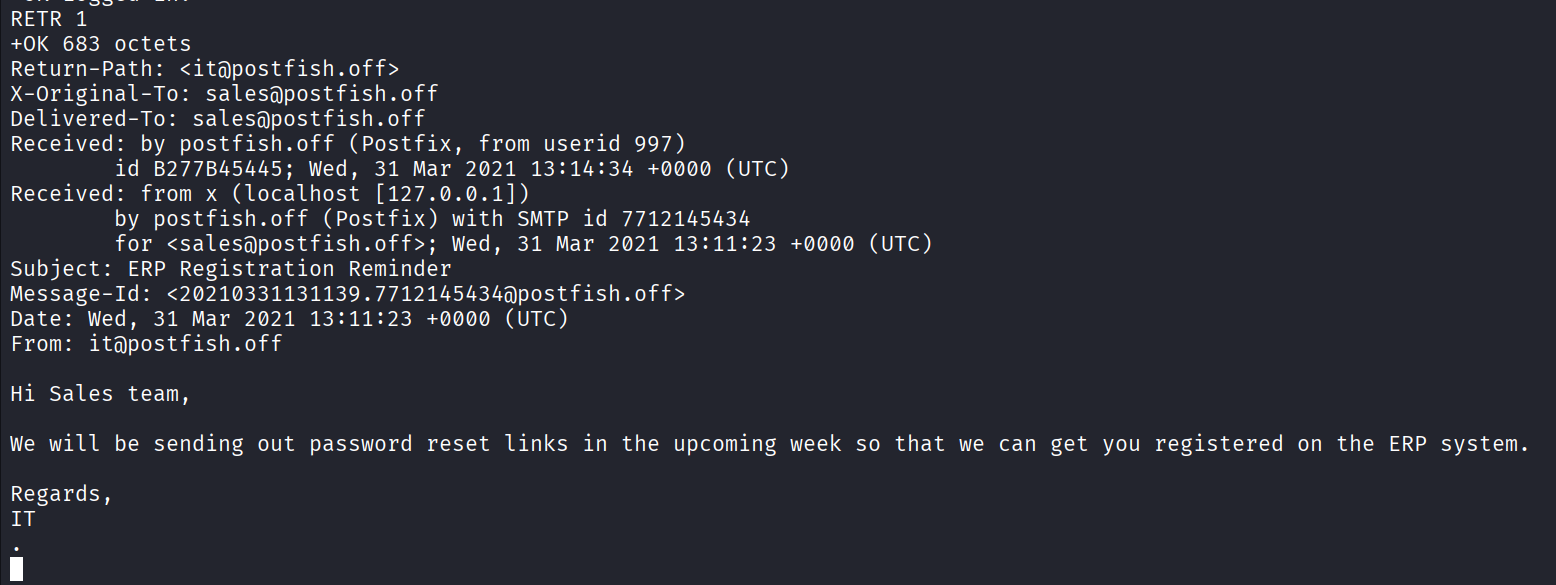 RETR 1
+OK 683 octets
Return-Path: <it@postfish.off>
X-Original-To: sales@postfish.off
Delivered-To: sales@postfish.off
Received: by postfish.off (Postfix, from userid 997)
        id B277B45445; Wed, 31 Mar 2021 13:14:34 +0000 (UTC)
Received: from x (localhost [127.0.0.1])
        by postfish.off (Postfix) with SMTP id 7712145434
        for <sales@postfish.off>; Wed, 31 Mar 2021 13:11:23 +0000 (UTC)
Subject: ERP Registration Reminder
Message-Id: <20210331131139.7712145434@postfish.off>
Date: Wed, 31 Mar 2021 13:11:23 +0000 (UTC)
From: it@postfish.off

Hi Sales team,

We will be sending out password reset links in the upcoming week so that we can get you registered on the ERP system.

Regards,
IT
.